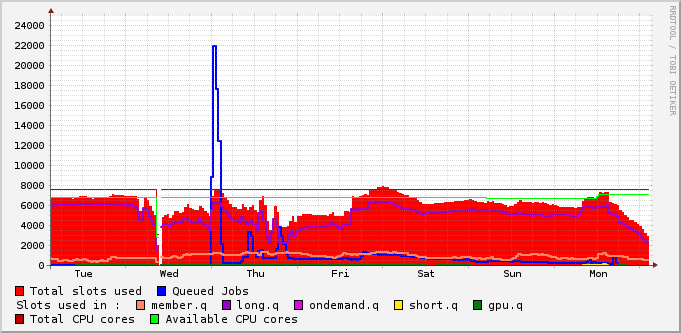 24000
22000
20000
18000
16000
14000
12000
10000
8000
6000
4000
2000
0
Tue Wed Thu Fri Sat Sun Mon
Total slots used Queued Jobs
Slots used in : member.q long.q ondemand.q short.q gpu.q
Total CPU cores Available CPU cores
RRDTOOL / TOBI OETIKER